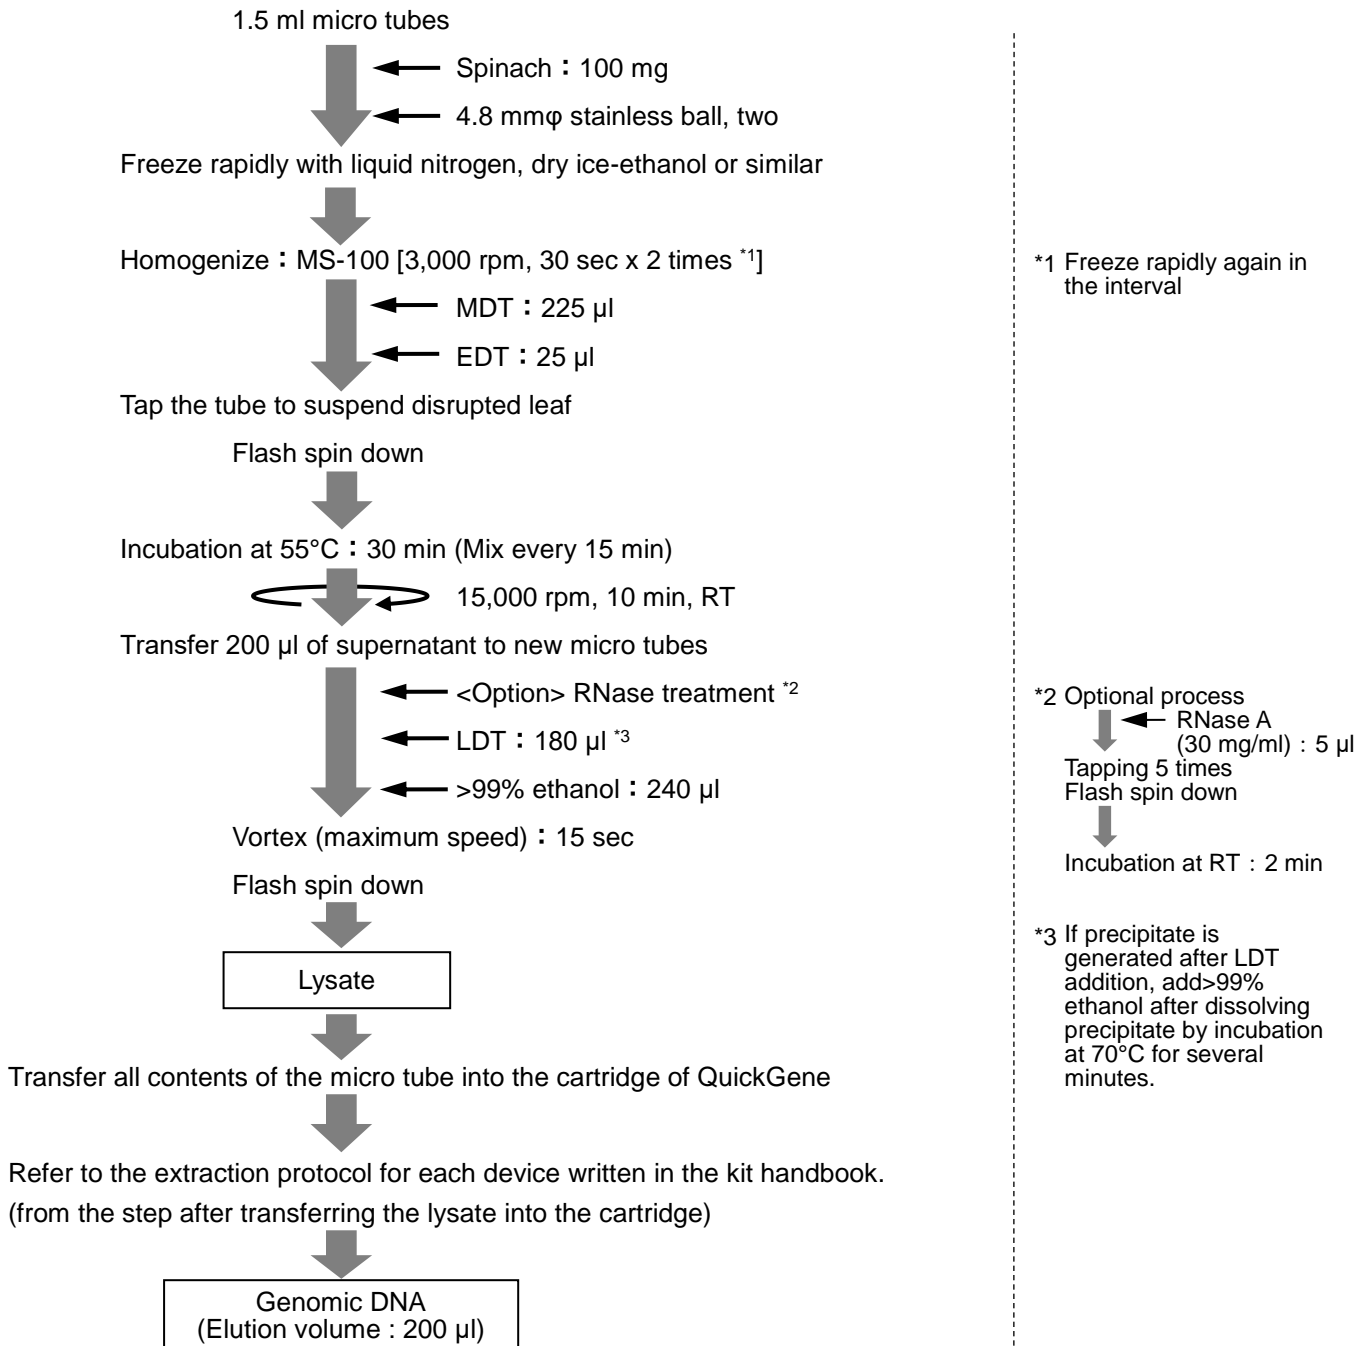 1.5 ml micro tubes
Spinach：100 mg
4.8 mmφ stainless ball, two
Freeze rapidly with liquid nitrogen, dry ice-ethanol or similar
Homogenize：MS-100 [3,000 rpm, 30 sec x 2 times *1]
MDT：225 µl
EDT：25 µl
Tap the tube to suspend disrupted leaf
Flash spin down
Incubation at 55°C：30 min (Mix every 15 min)
15,000 rpm, 10 min, RT
Transfer 200 µl of supernatant to new micro tubes
<Option> RNase treatment *2
LDT：180 µl *3
>99% ethanol：240 µl
Vortex (maximum speed)：15 sec
Flash spin down
Lysate
Transfer all contents of the micro tube into the cartridge of QuickGene
Refer to the extraction protocol for each device written in the kit handbook.
(from the step after transferring the lysate into the cartridge)
Genomic DNA
(Elution volume : 200 µl)
*1 Freeze rapidly again in
the interval
*2 Optional process
RNase A
(30 mg/ml)：5 µl
Tapping 5 times
Flash spin down
Incubation at RT：2 min
*3 If precipitate is
generated after LDT
addition, add>99%
ethanol after dissolving
precipitate by incubation
at 70°C for several
minutes.